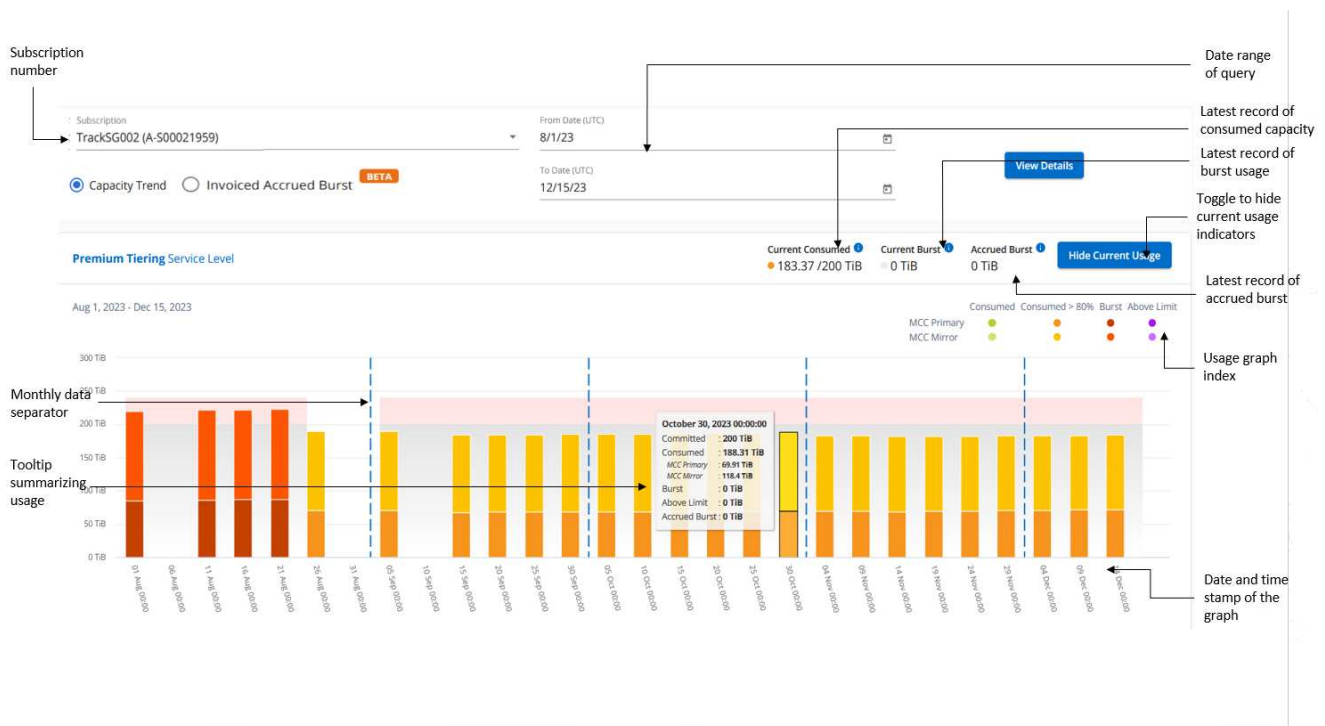 Subscription
number
Date range
of query
Latest record of
consumed capacity
Latest record of
burst usage
Toggle to hide
current usage
indicators
Latest record of
accrued burst
Usage graph
index
Subscription
TrackSG002 (A-S00021959)
From Date (UTC)
8/1/23
Capacity Trend Invoiced Accrued Burst BETA
To Date (UTC)
12/15/23
View Details
Premium Tiering Service Level
Current Consumed Current Burst Accrued Burst
183.37 /200 TiB 0 TiB 0 TiB
Hide Current Usage
Aug 1, 2023 - Dec 15, 2023
Consumed Consumed > 80% Burst Above Limit
MCC Primary
MCC Mirror
Monthly data
separator
Tooltip
summarizing
usage
300 TiB
250 TiB
200 TiB
150 TiB
100 TiB
50 TiB
0 TiB
October 30, 2023 00:00:00
Committed : 200 TiB
Consumed : 188.31 TiB
MCC Primary : 69.91 TiB
MCC Mirror : 118.4 TiB
Burst : 0 TiB
Above Limit : 0 TiB
Accrued Burst : 0 TiB
01 Aug 00:00
06 Aug 00:00
11 Aug 00:00
16 Aug 00:00
21 Aug 00:00
26 Aug 00:00
31 Aug 00:00
05 Sep 00:00
10 Sep 00:00
15 Sep 00:00
20 Sep 00:00
25 Sep 00:00
30 Sep 00:00
05 Oct 00:00
10 Oct 00:00
15 Oct 00:00
20 Oct 00:00
25 Oct 00:00
30 Oct 00:00
04 Nov 00:00
09 Nov 00:00
14 Nov 00:00
19 Nov 00:00
24 Nov 00:00
29 Nov 00:00
04 Dec 00:00
09 Dec 00:00
Dec 00:00
Date and time
stamp of the
graph